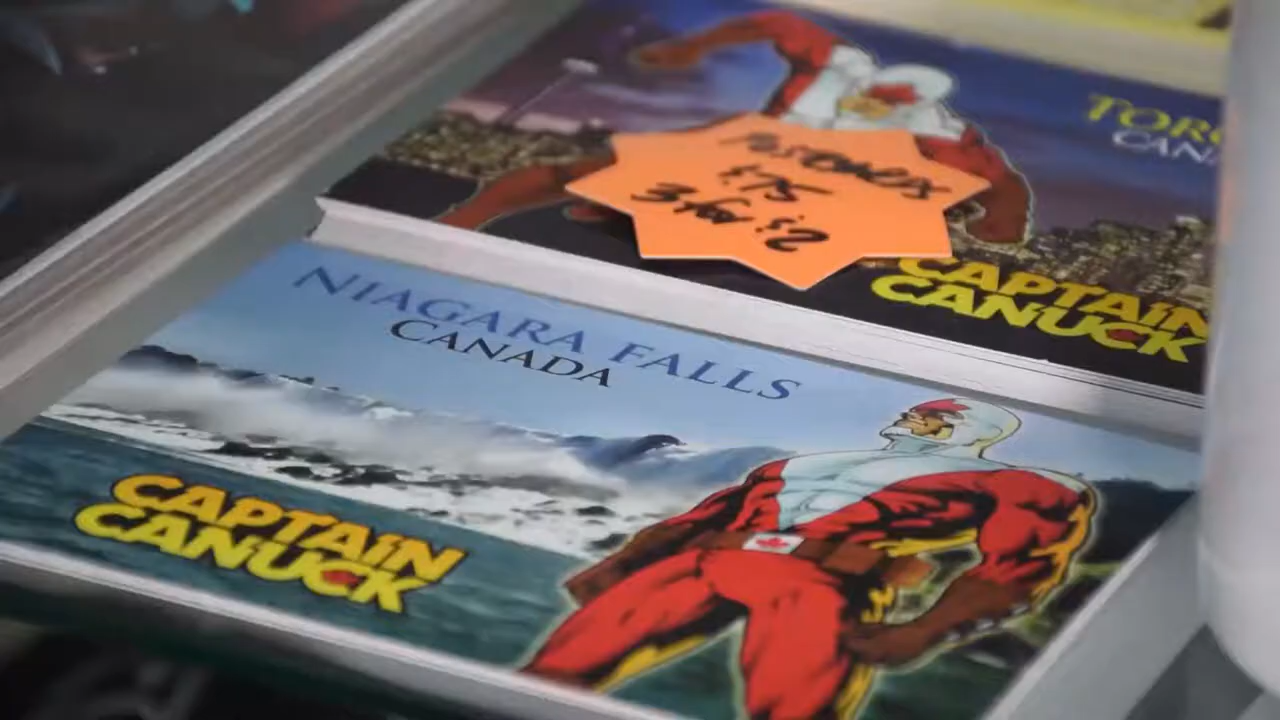 TORO
CANA
POSTCARDS
$.75
3 for $2
CAPTAIN
CANUCK
NIAGARA FALLS
CANADA
CAPTAIN
CANUCK